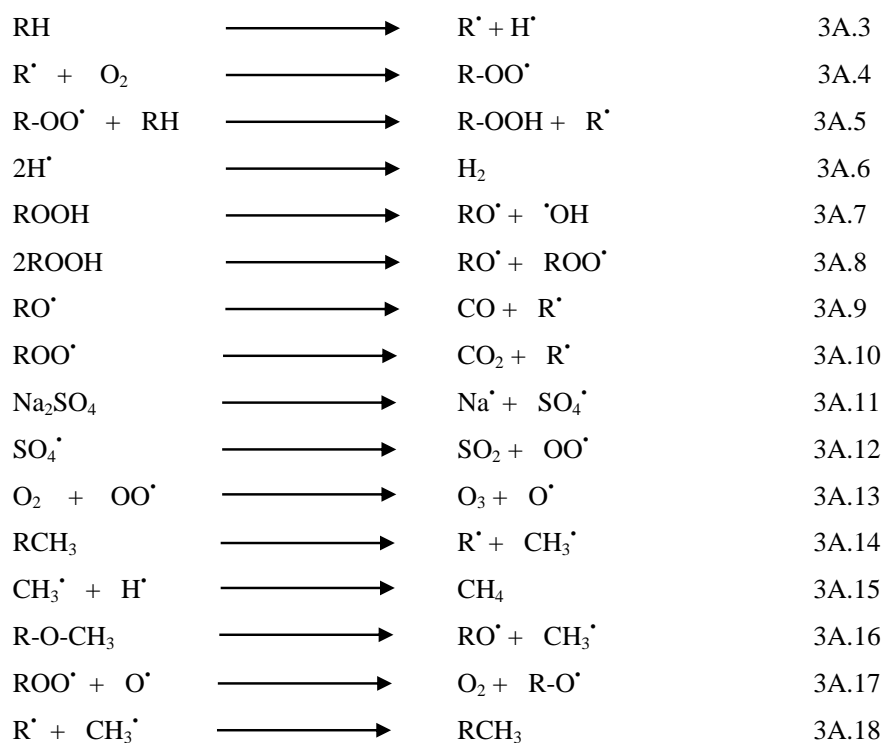 RH ⟶ R• + H• 3A.3
R• + O₂ ⟶ R-OO• 3A.4
R-OO• + RH ⟶ R-OOH + R• 3A.5
2H• ⟶ H₂ 3A.6
ROOH ⟶ RO• + •OH 3A.7
2ROOH ⟶ RO• + ROO• 3A.8
RO• ⟶ CO + R• 3A.9
ROO• ⟶ CO₂ + R• 3A.10
Na₂SO₄ ⟶ Na• + SO₄• 3A.11
SO₄• ⟶ SO₂ + OO• 3A.12
O₂ + OO• ⟶ O₃ + O• 3A.13
RCH₃ ⟶ R• + CH₃• 3A.14
CH₃• + H• ⟶ CH₄ 3A.15
R-O-CH₃ ⟶ RO• + CH₃• 3A.16
ROO• + O• ⟶ O₂ + R-O• 3A.17
R• + CH₃• ⟶ RCH₃ 3A.18